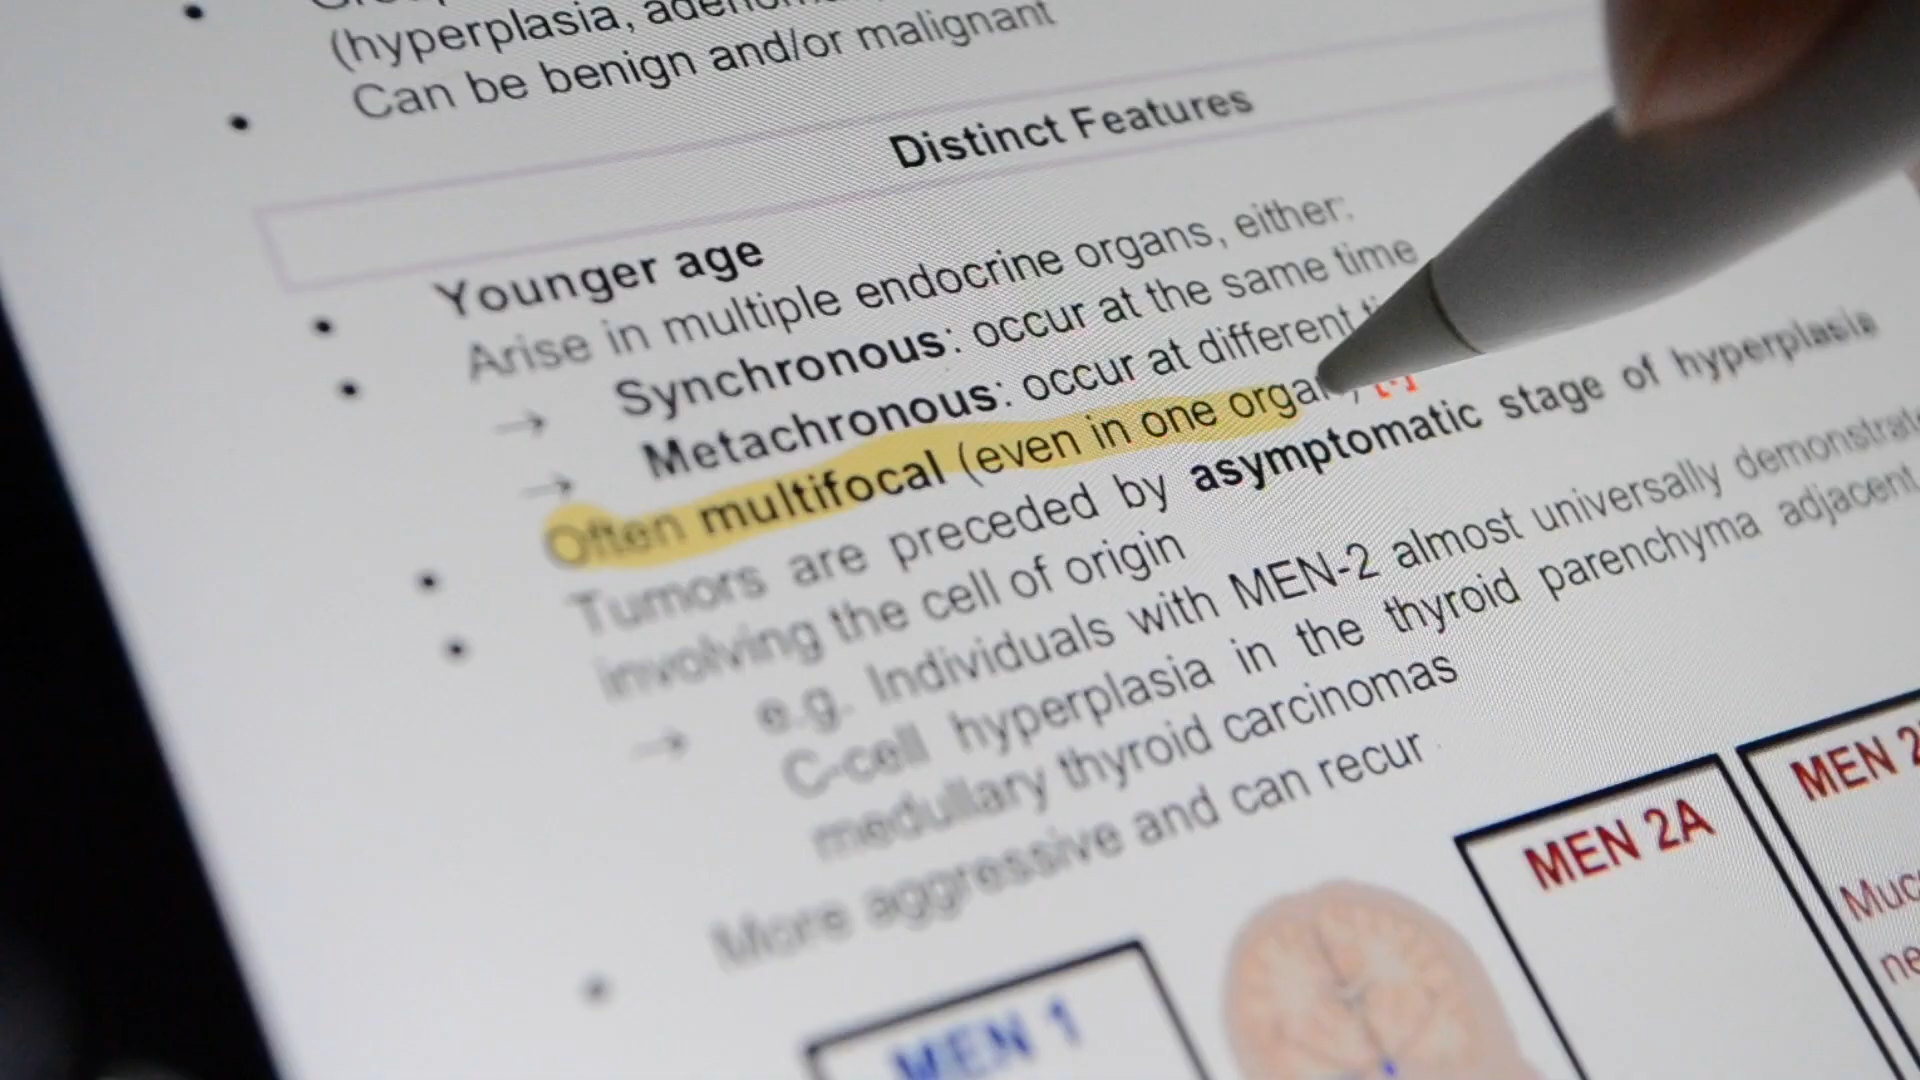 (hyperplasia,
Can be benign and/or malignant
Distinct Features
Younger age
Arise in multiple endocrine organs, either:
→ Synchronous: occur at the same time
→ Metachronous: occur at different
Often multifocal (even in one
Tumors are preceded by asymptomatic stage of hyperplasia
involving the cell of origin
→ e.g. Individuals with MEN-2 almost universally
C-cell hyperplasia in the thyroid parenchyma adjacent
medullary thyroid carcinomas
More aggressive and can recur
MEN 1
MEN 2A
MEN